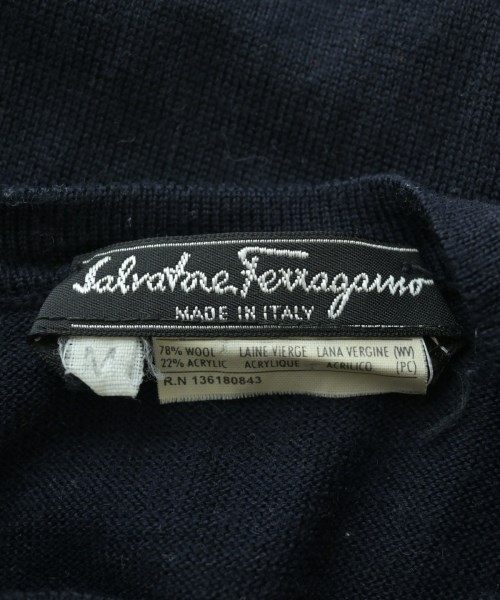 Salvatore Ferragamo
MADE IN ITALY
M
78% WOOL LAINE VIERGE LANA VERGINE (WV)
22% ACRYLIC ACRYLIQUE ACRILICO (PC)
R.N 136180843